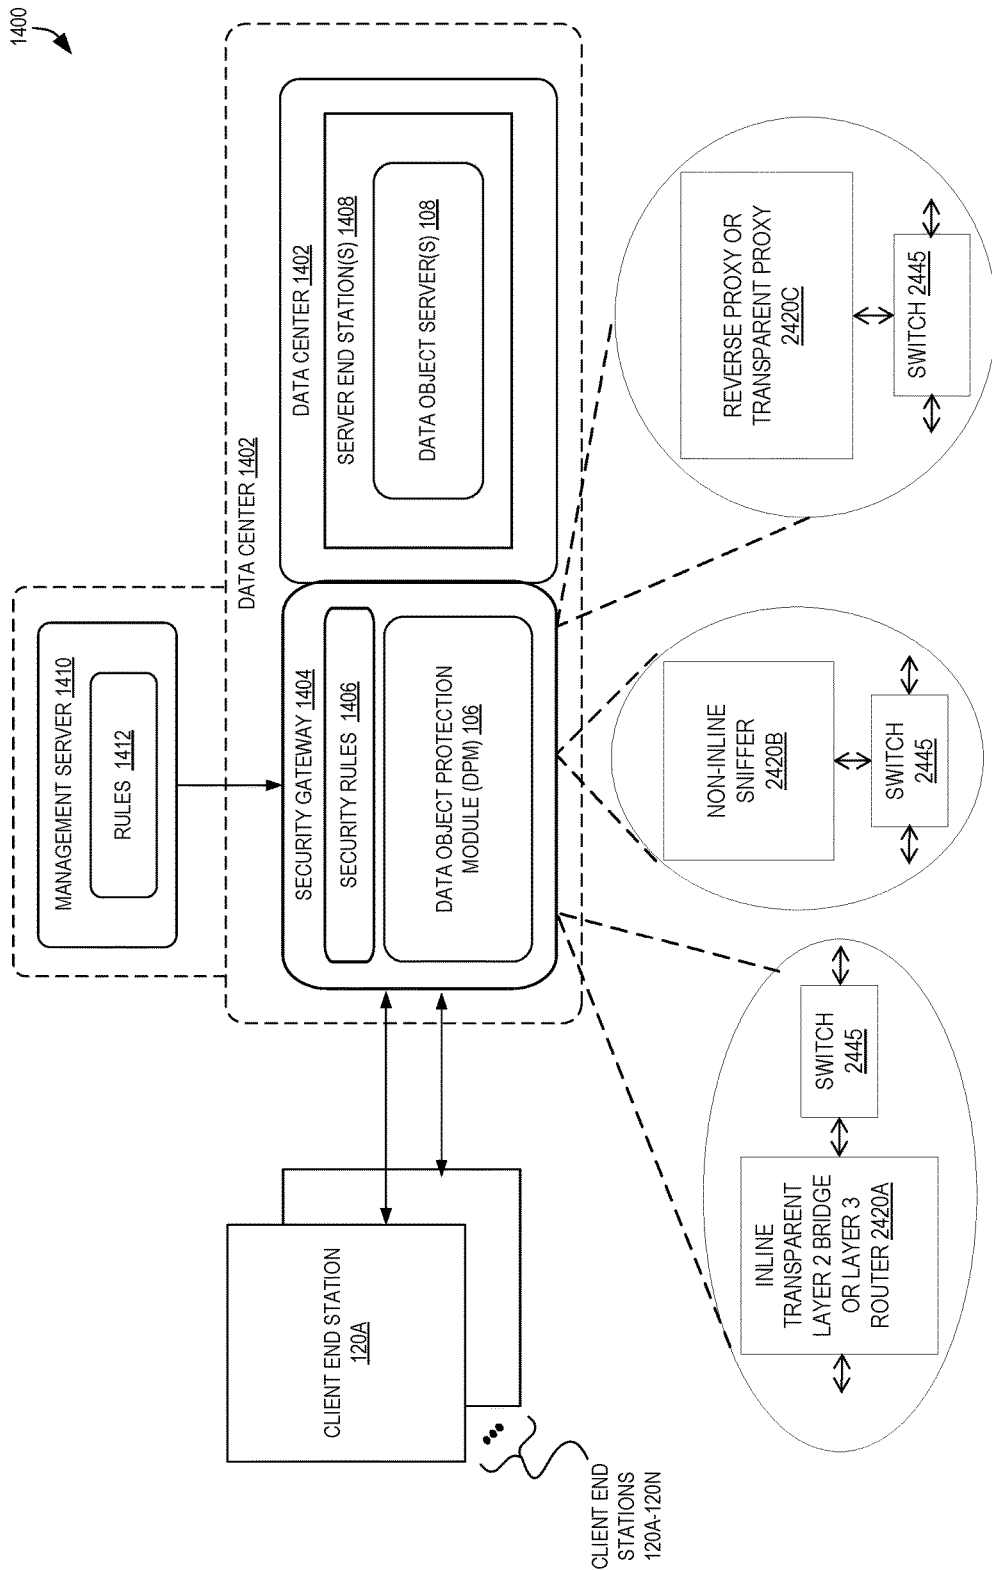 1400
MANAGEMENT SERVER 1410
RULES 1412
DATA CENTER 1402
CLIENT END STATION
120A
CLIENT END
STATIONS
120A-120N
SECURITY GATEWAY 1404
SECURITY RULES 1406
DATA OBJECT PROTECTION
MODULE (DPM) 106
DATA CENTER 1402
SERVER END STATION(S) 1408
DATA OBJECT SERVER(S) 108
INLINE
TRANSPARENT
LAYER 2 BRIDGE
OR LAYER 3
ROUTER 2420A
SWITCH
2445
NON-INLINE
SNIFFER
2420B
SWITCH
2445
REVERSE PROXY OR
TRANSPARENT PROXY
2420C
SWITCH 2445